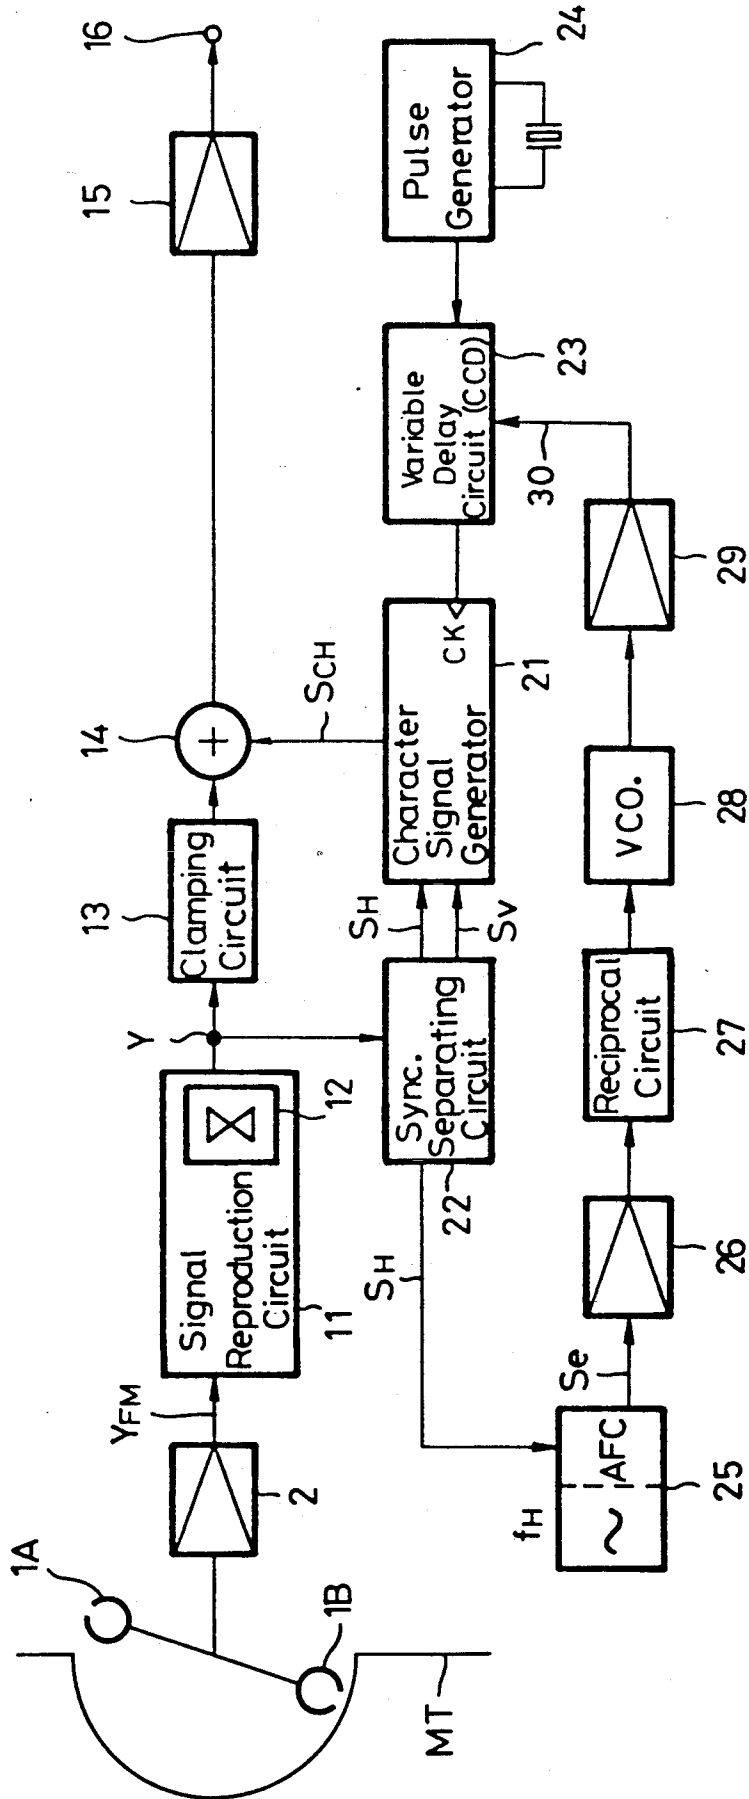 1A
1B
MT
2
YFM
Signal
Reproduction
Circuit
11
12
Y
Clamping
Circuit
13
14
15
16
SH
Sync.
Separating
Circuit
22
SH
SV
Character
Signal
Generator
CK
21
SCH
Variable
Delay
Circuit (CCD)
23
Pulse
Generator
24
fH
~ AFC
25
Se
26
Reciprocal
Circuit
27
VCO.
28
29
30